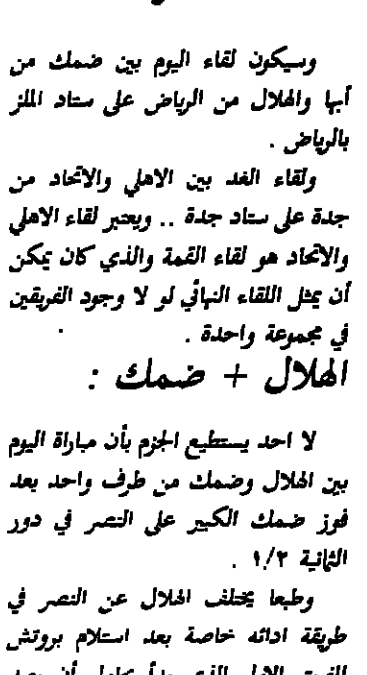 وسيكون لقاء اليوم بين ضمك من
أبها والهلال من الرياض على ستاد الملز
بالرياض .
ولقاء الغد بين الاهلي والاتحاد من
جدة على ستاد جدة .. ويعتبر لقاء الاهلي
والاتحاد هو لقاء القمة والذي كان يمكن
أن يمثل اللقاء النهائي لو لا وجود الفريقين
في مجموعة واحدة .
الهلال + ضمك :
لا احد يستطيع الجزم بأن مباراة اليوم
بين الهلال وضمك من طرف واحد بعد
فوز ضمك الكبير على النصر في دور
الثمانية ١/٢ .
وطبعا يختلف الهلال عن النصر في
طريقة ادائه خاصة بعد استلام بروتش